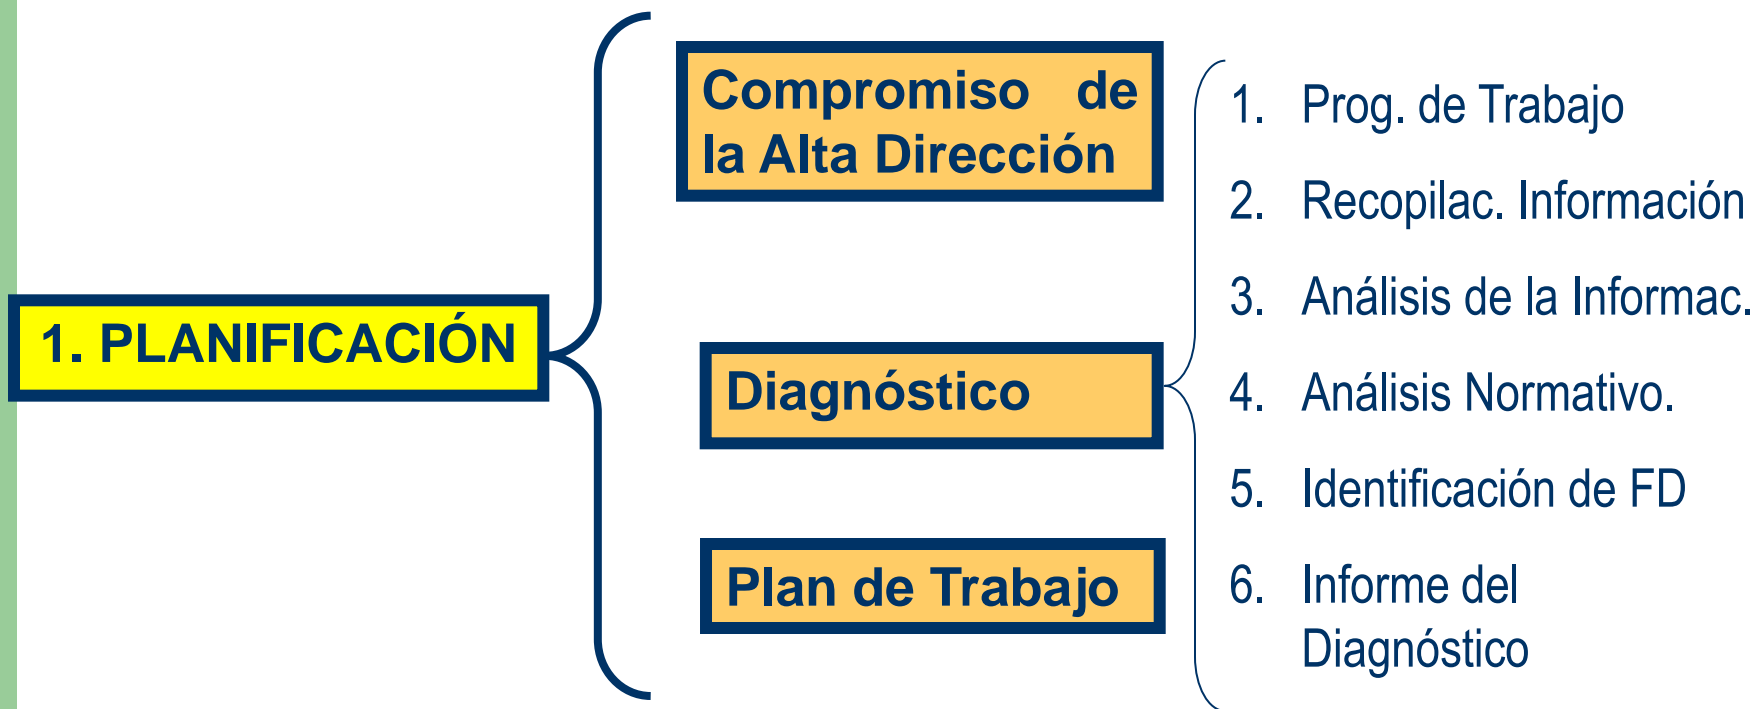 1. PLANIFICACIÓN
Compromiso de
la Alta Dirección
Diagnóstico
Plan de Trabajo
1. Prog. de Trabajo
2. Recopilac. Información
3. Análisis de la Informac.
4. Análisis Normativo.
5. Identificación de FD
6. Informe del
Diagnóstico